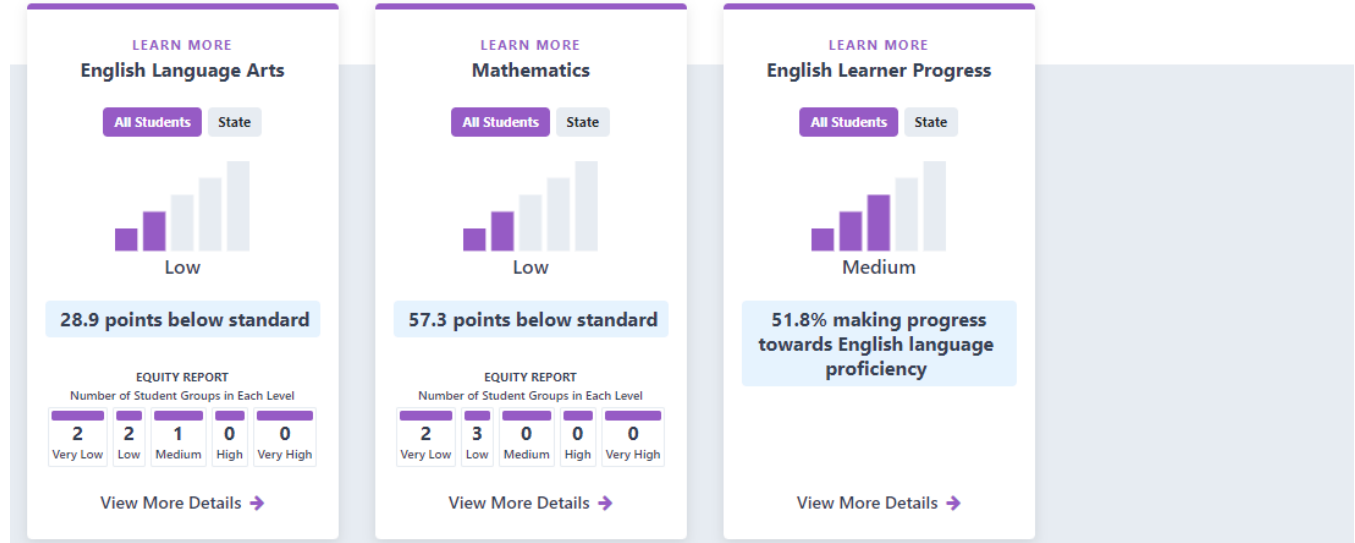 LEARN MORE
English Language Arts
All Students State
Low
28.9 points below standard
EQUITY REPORT
Number of Student Groups in Each Level
2 2 1 0 0
Very Low Low Medium High Very High
View More Details
LEARN MORE
Mathematics
All Students State
Low
57.3 points below standard
EQUITY REPORT
Number of Student Groups in Each Level
2 3 0 0 0
Very Low Low Medium High Very High
View More Details
LEARN MORE
English Learner Progress
All Students State
Medium
51.8% making progress
towards English language
proficiency
View More Details